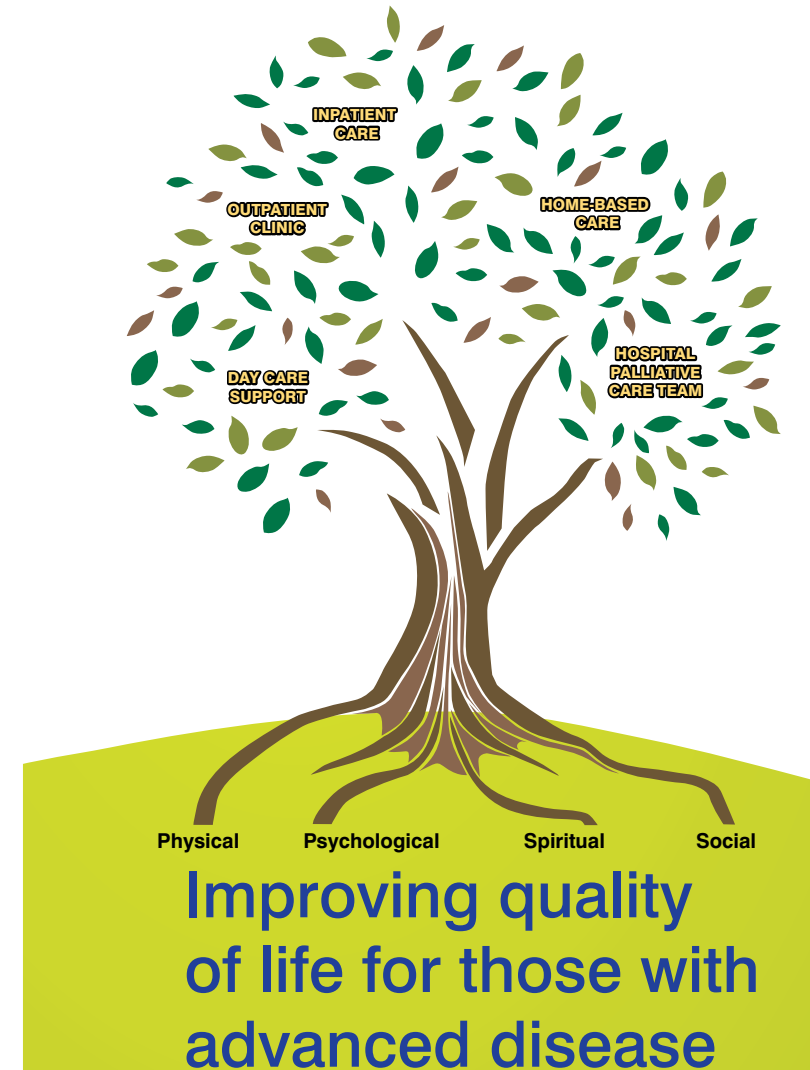 INPATIENT
CARE
OUTPATIENT
CLINIC
HOME-BASED
CARE
DAY CARE
SUPPORT
HOSPITAL
PALLIATIVE
CARE TEAM
Physical
Psychological
Spiritual
Social
Improving quality
of life for those with
advanced disease